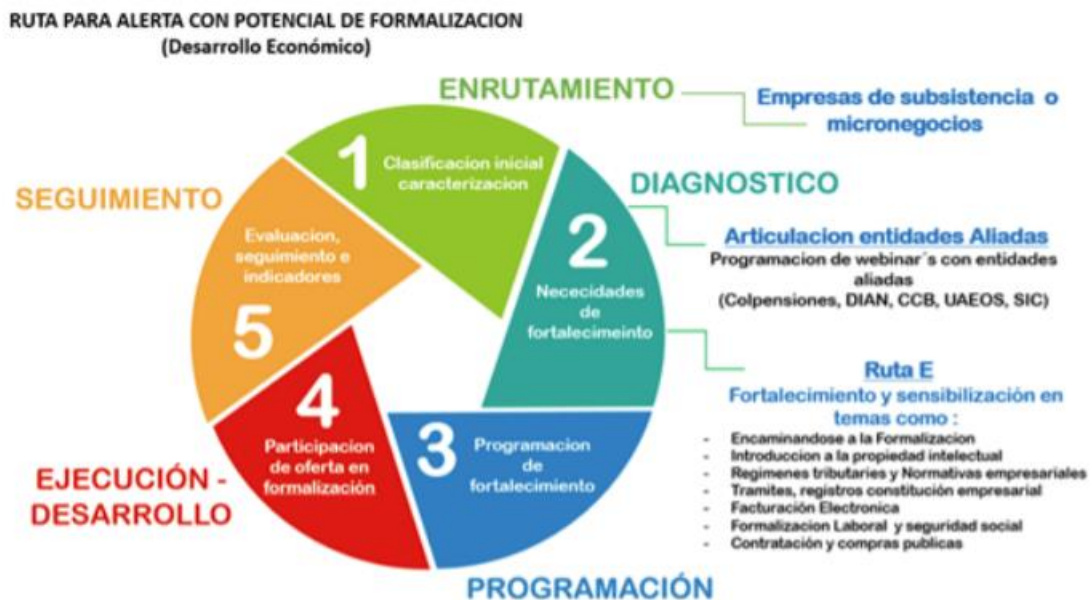 RUTA PARA ALERTA CON POTENCIAL DE FORMALIZACION
(Desarrollo Económico)
ENRUTAMIENTO
Empresas de subsistencia o
micronegocios
1
Clasificacion inicial
caracterizacion
DIAGNOSTICO
2
Nececidades
de
fortalecimeinto
Articulacion entidades Aliadas
Programacion de webinar´s con entidades
aliadas
(Colpensiones, DIAN, CCB, UAEOS, SIC)
Ruta E
Fortalecimiento y sensibilización en
temas como :
- Encaminandose a la Formalizacion
- Introduccion a la propiedad intelectual
- Regimenes tributaries y Normativas empresariales
- Tramites, registros constitución empresarial
- Facturación Electronica
- Formalizacion Laboral y seguridad social
- Contratación y compras publicas
3
Programacion
de
fortalecimiento
PROGRAMACIÓN
4
Participacion
de oferta en
formalización
EJECUCIÓN -
DESARROLLO
SEGUIMIENTO
Evaluacion,
seguimiento e
indicadores
5